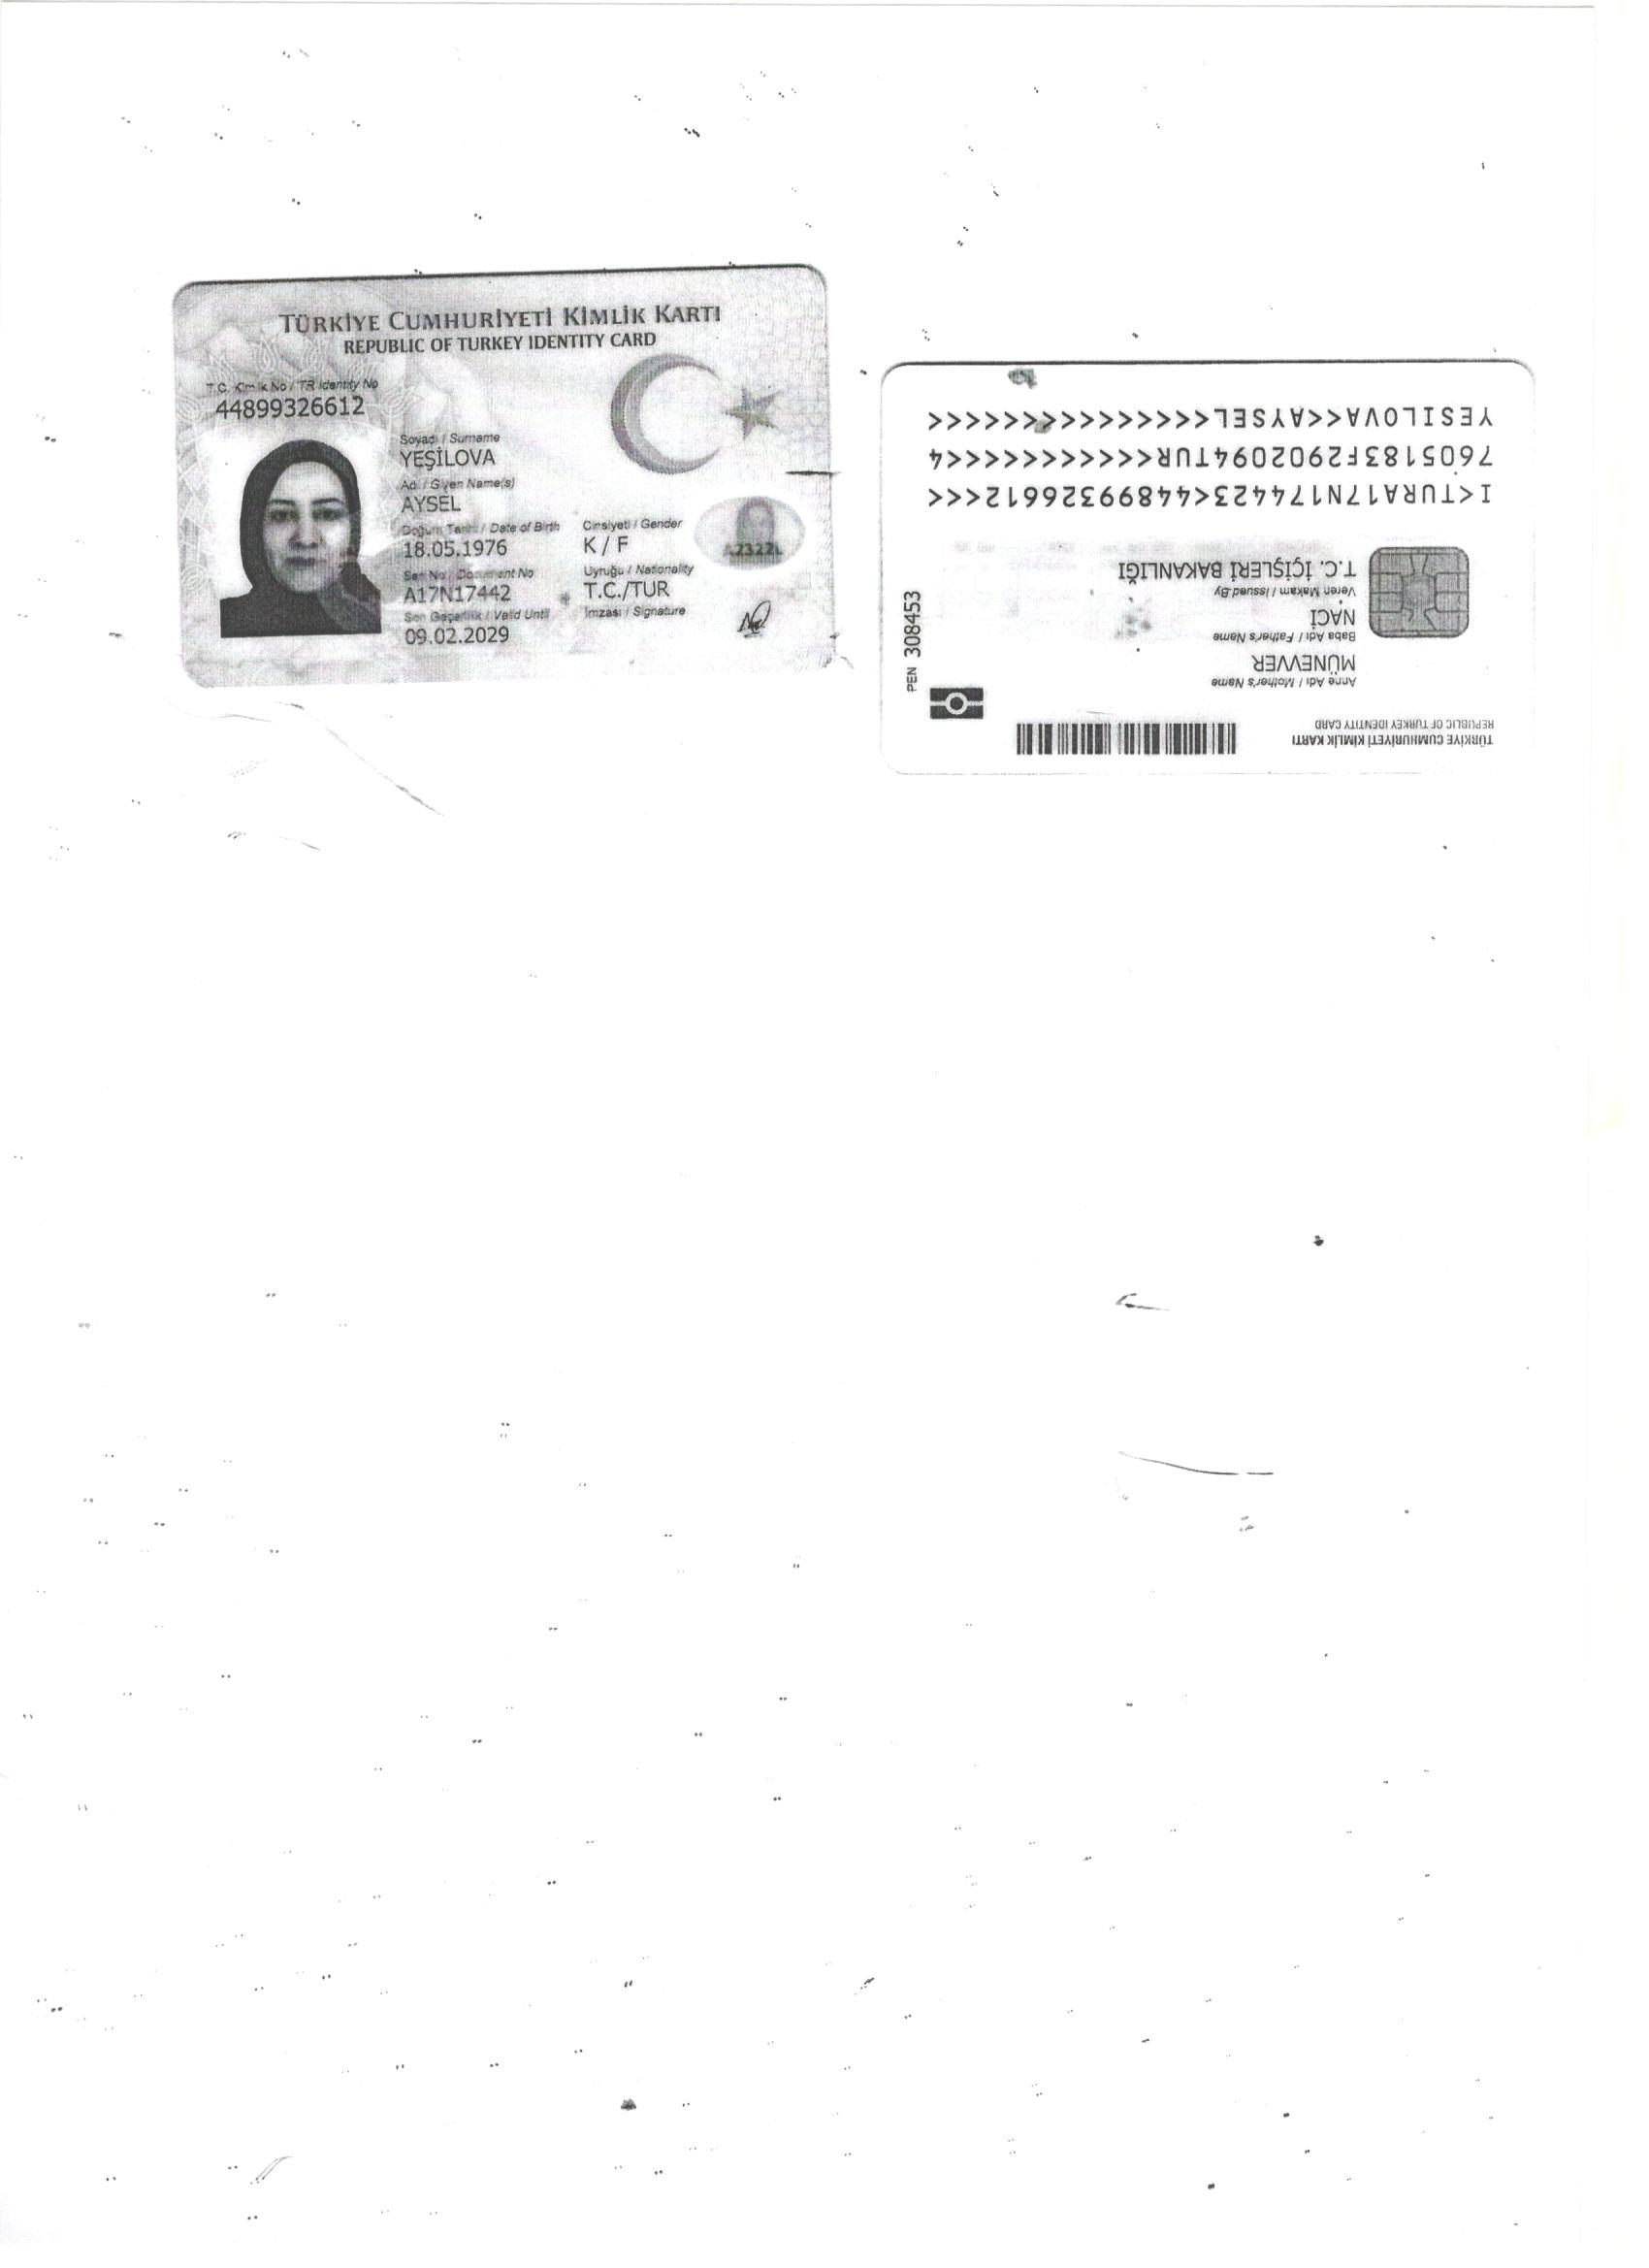 TÜRKİYE CUMHURİYETİ KİMLİK KARTI
REPUBLIC OF TURKEY IDENTITY CARD
T.C. Kimlik No / TR Identity No
44899326612
Soyadı / Surname
YEŞİLOVA
Adı / Given Name(s)
AYSEL
Doğum Tarihi / Date of Birth Cinsiyeti / Gender
18.05.1976 K / F
Seri No / Document No Uyruğu / Nationality
A17N17442 T.C./TUR
Son Geçerlilik / Valid Until İmzası / Signature
09.02.2029
TÜRKİYE CUMHURİYETİ KİMLİK KARTI
REPUBLIC OF TURKEY IDENTITY CARD
Anne Adı / Mother's Name
MÜNEVVER
Baba Adı / Father's Name
NACİ
Veren Makam / Issued By
T.C. İÇİŞLERİ BAKANLIĞI
PEN 308453
I<TURA17N174423<44899326612<<<
7605183F2902094TUR<<<<<<<<<<<4
YESILOVA<<AYSEL<<<<<<<<<<<<<<<